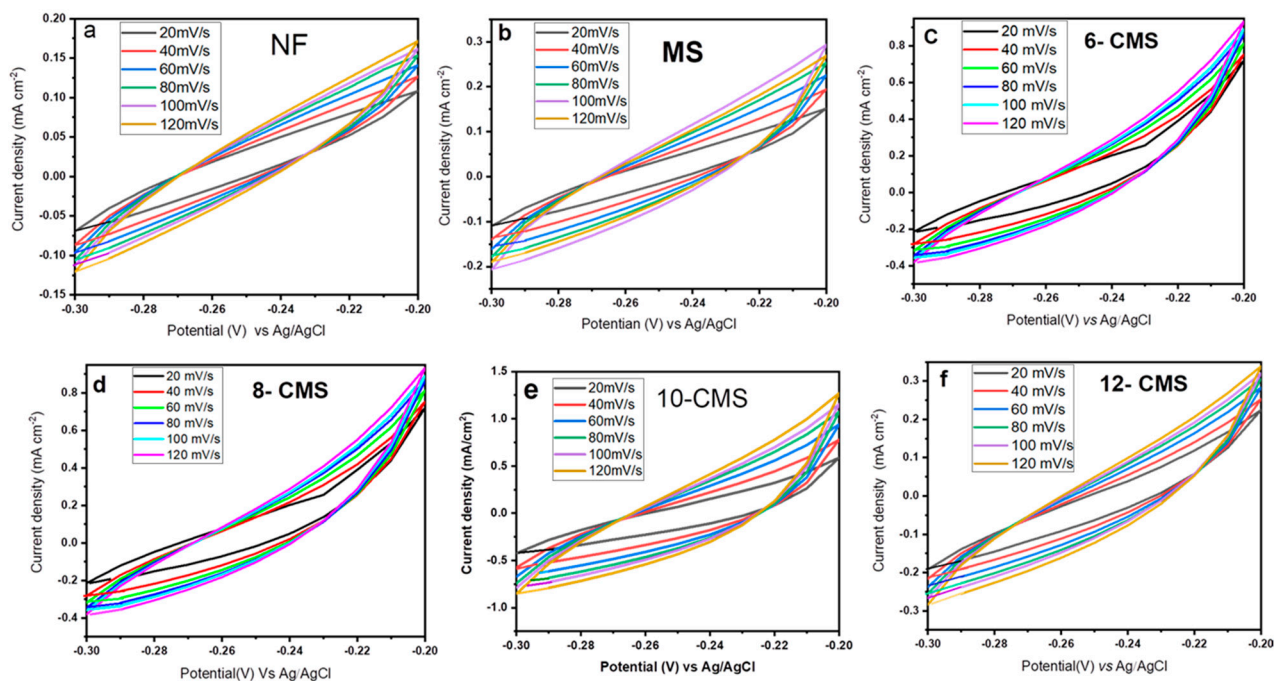 a
NF
20mV/s
40mV/s
60mV/s
80mV/s
100mV/s
120mV/s
Current density (mA cm⁻²)
0.20
0.15
0.10
0.05
0.00
-0.05
-0.10
0.15
-0.30
-0.28
-0.26
-0.24
-0.22
-0.20
Potential (V) vs Ag/AgCl
b
MS
20mV/s
40mV/s
60mV/s
80mV/s
100mV/s
120mV/s
Current density (mA cm⁻²)
0.3
0.2
0.1
0.0
-0.1
-0.2
-0.30
-0.28
-0.26
-0.24
-0.22
-0.20
Potentian (V) vs Ag/AgCl
c
6- CMS
20 mV/s
40 mV/s
60 mV/s
80 mV/s
100 mV/s
120 mV/s
Current density (mA cm⁻²)
0.8
0.6
0.4
0.2
0.0
-0.2
-0.4
-0.30
-0.28
-0.26
-0.24
-0.22
-0.20
Potential(V) vs Ag/AgCl
d
8- CMS
20 mV/s
40 mV/s
60 mV/s
80 mV/s
100 mV/s
120 mV/s
Current density (mA cm⁻²)
0.8
0.6
0.4
0.2
0.0
-0.2
-0.4
-0.30
-0.28
-0.26
-0.24
-0.22
-0.20
Potential(V) Vs Ag/AgCl
e
10-CMS
20mV/s
40mV/s
60mV/s
80mV/s
100mV/s
120mV/s
Current density (mA/cm²)
1.5
1.0
0.5
0.0
-0.5
-1.0
-0.30
-0.28
-0.26
-0.24
-0.22
-0.20
Potential (V) vs Ag/AgCl
f
12- CMS
20 mV/s
40 mV/s
60 mV/s
80 mV/s
100 mV/s
120 mV/s
Current density (mA cm⁻²)
0.3
0.2
0.1
0.0
-0.1
-0.2
-0.3
-0.30
-0.28
-0.26
-0.24
-0.22
-0.20
Potential(V) vs Ag/AgCl